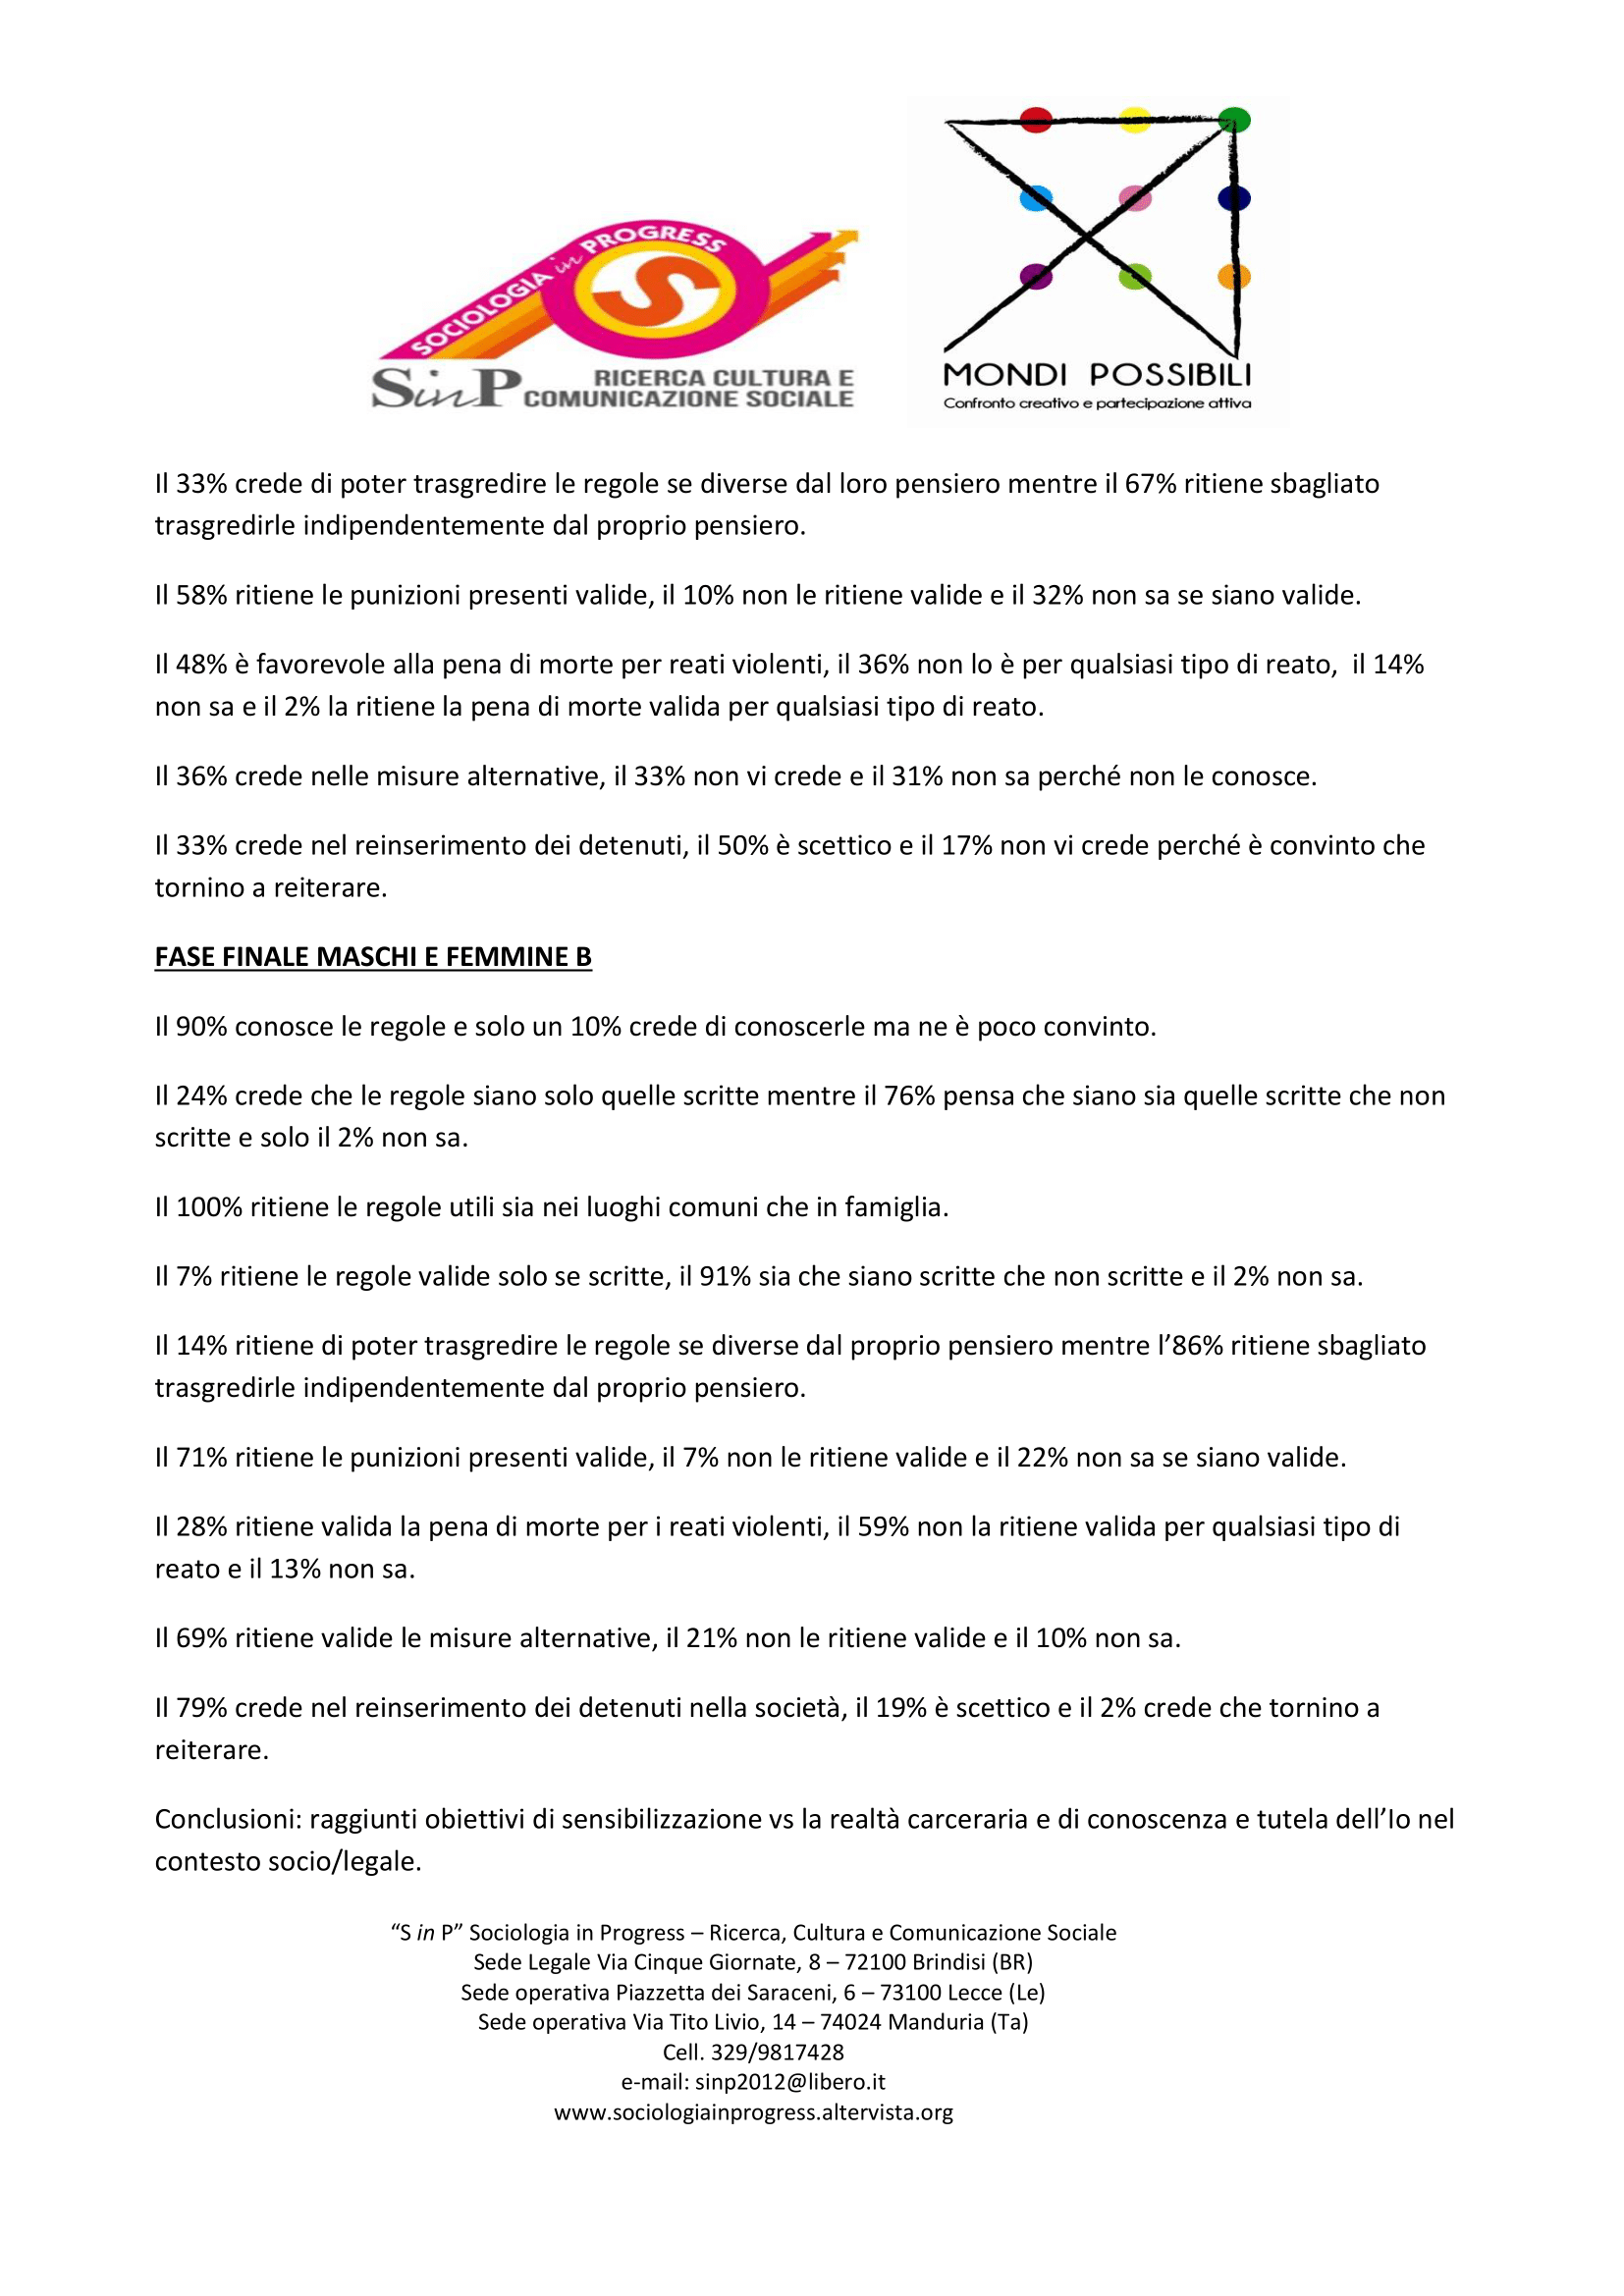 SOCIOLOGIA in PROGRESS
S
SinP RICERCA CULTURA E
COMUNICAZIONE SOCIALE
MONDI POSSIBILI
Confronto creativo e partecipazione attiva
Il 33% crede di poter trasgredire le regole se diverse dal loro pensiero mentre il 67% ritiene sbagliato
trasgredirle indipendentemente dal proprio pensiero.
Il 58% ritiene le punizioni presenti valide, il 10% non le ritiene valide e il 32% non sa se siano valide.
Il 48% è favorevole alla pena di morte per reati violenti, il 36% non lo è per qualsiasi tipo di reato,  il 14%
non sa e il 2% la ritiene la pena di morte valida per qualsiasi tipo di reato.
Il 36% crede nelle misure alternative, il 33% non vi crede e il 31% non sa perché non le conosce.
Il 33% crede nel reinserimento dei detenuti, il 50% è scettico e il 17% non vi crede perché è convinto che
tornino a reiterare.
FASE FINALE MASCHI E FEMMINE B
Il 90% conosce le regole e solo un 10% crede di conoscerle ma ne è poco convinto.
Il 24% crede che le regole siano solo quelle scritte mentre il 76% pensa che siano sia quelle scritte che non
scritte e solo il 2% non sa.
Il 100% ritiene le regole utili sia nei luoghi comuni che in famiglia.
Il 7% ritiene le regole valide solo se scritte, il 91% sia che siano scritte che non scritte e il 2% non sa.
Il 14% ritiene di poter trasgredire le regole se diverse dal proprio pensiero mentre l’86% ritiene sbagliato
trasgredirle indipendentemente dal proprio pensiero.
Il 71% ritiene le punizioni presenti valide, il 7% non le ritiene valide e il 22% non sa se siano valide.
Il 28% ritiene valida la pena di morte per i reati violenti, il 59% non la ritiene valida per qualsiasi tipo di
reato e il 13% non sa.
Il 69% ritiene valide le misure alternative, il 21% non le ritiene valide e il 10% non sa.
Il 79% crede nel reinserimento dei detenuti nella società, il 19% è scettico e il 2% crede che tornino a
reiterare.
Conclusioni: raggiunti obiettivi di sensibilizzazione vs la realtà carceraria e di conoscenza e tutela dell’Io nel
contesto socio/legale.
“S in P” Sociologia in Progress – Ricerca, Cultura e Comunicazione Sociale
Sede Legale Via Cinque Giornate, 8 – 72100 Brindisi (BR)
Sede operativa Piazzetta dei Saraceni, 6 – 73100 Lecce (Le)
Sede operativa Via Tito Livio, 14 – 74024 Manduria (Ta)
Cell. 329/9817428
e-mail: sinp2012@libero.it
www.sociologiainprogress.altervista.org